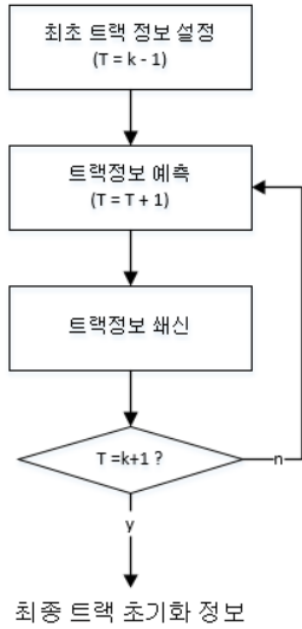 최초 트랙 정보 설정
(T = k - 1)
트랙정보 예측
(T = T + 1)
트랙정보 쇄신
T =k+1 ?
n
y
최종 트랙 초기화 정보